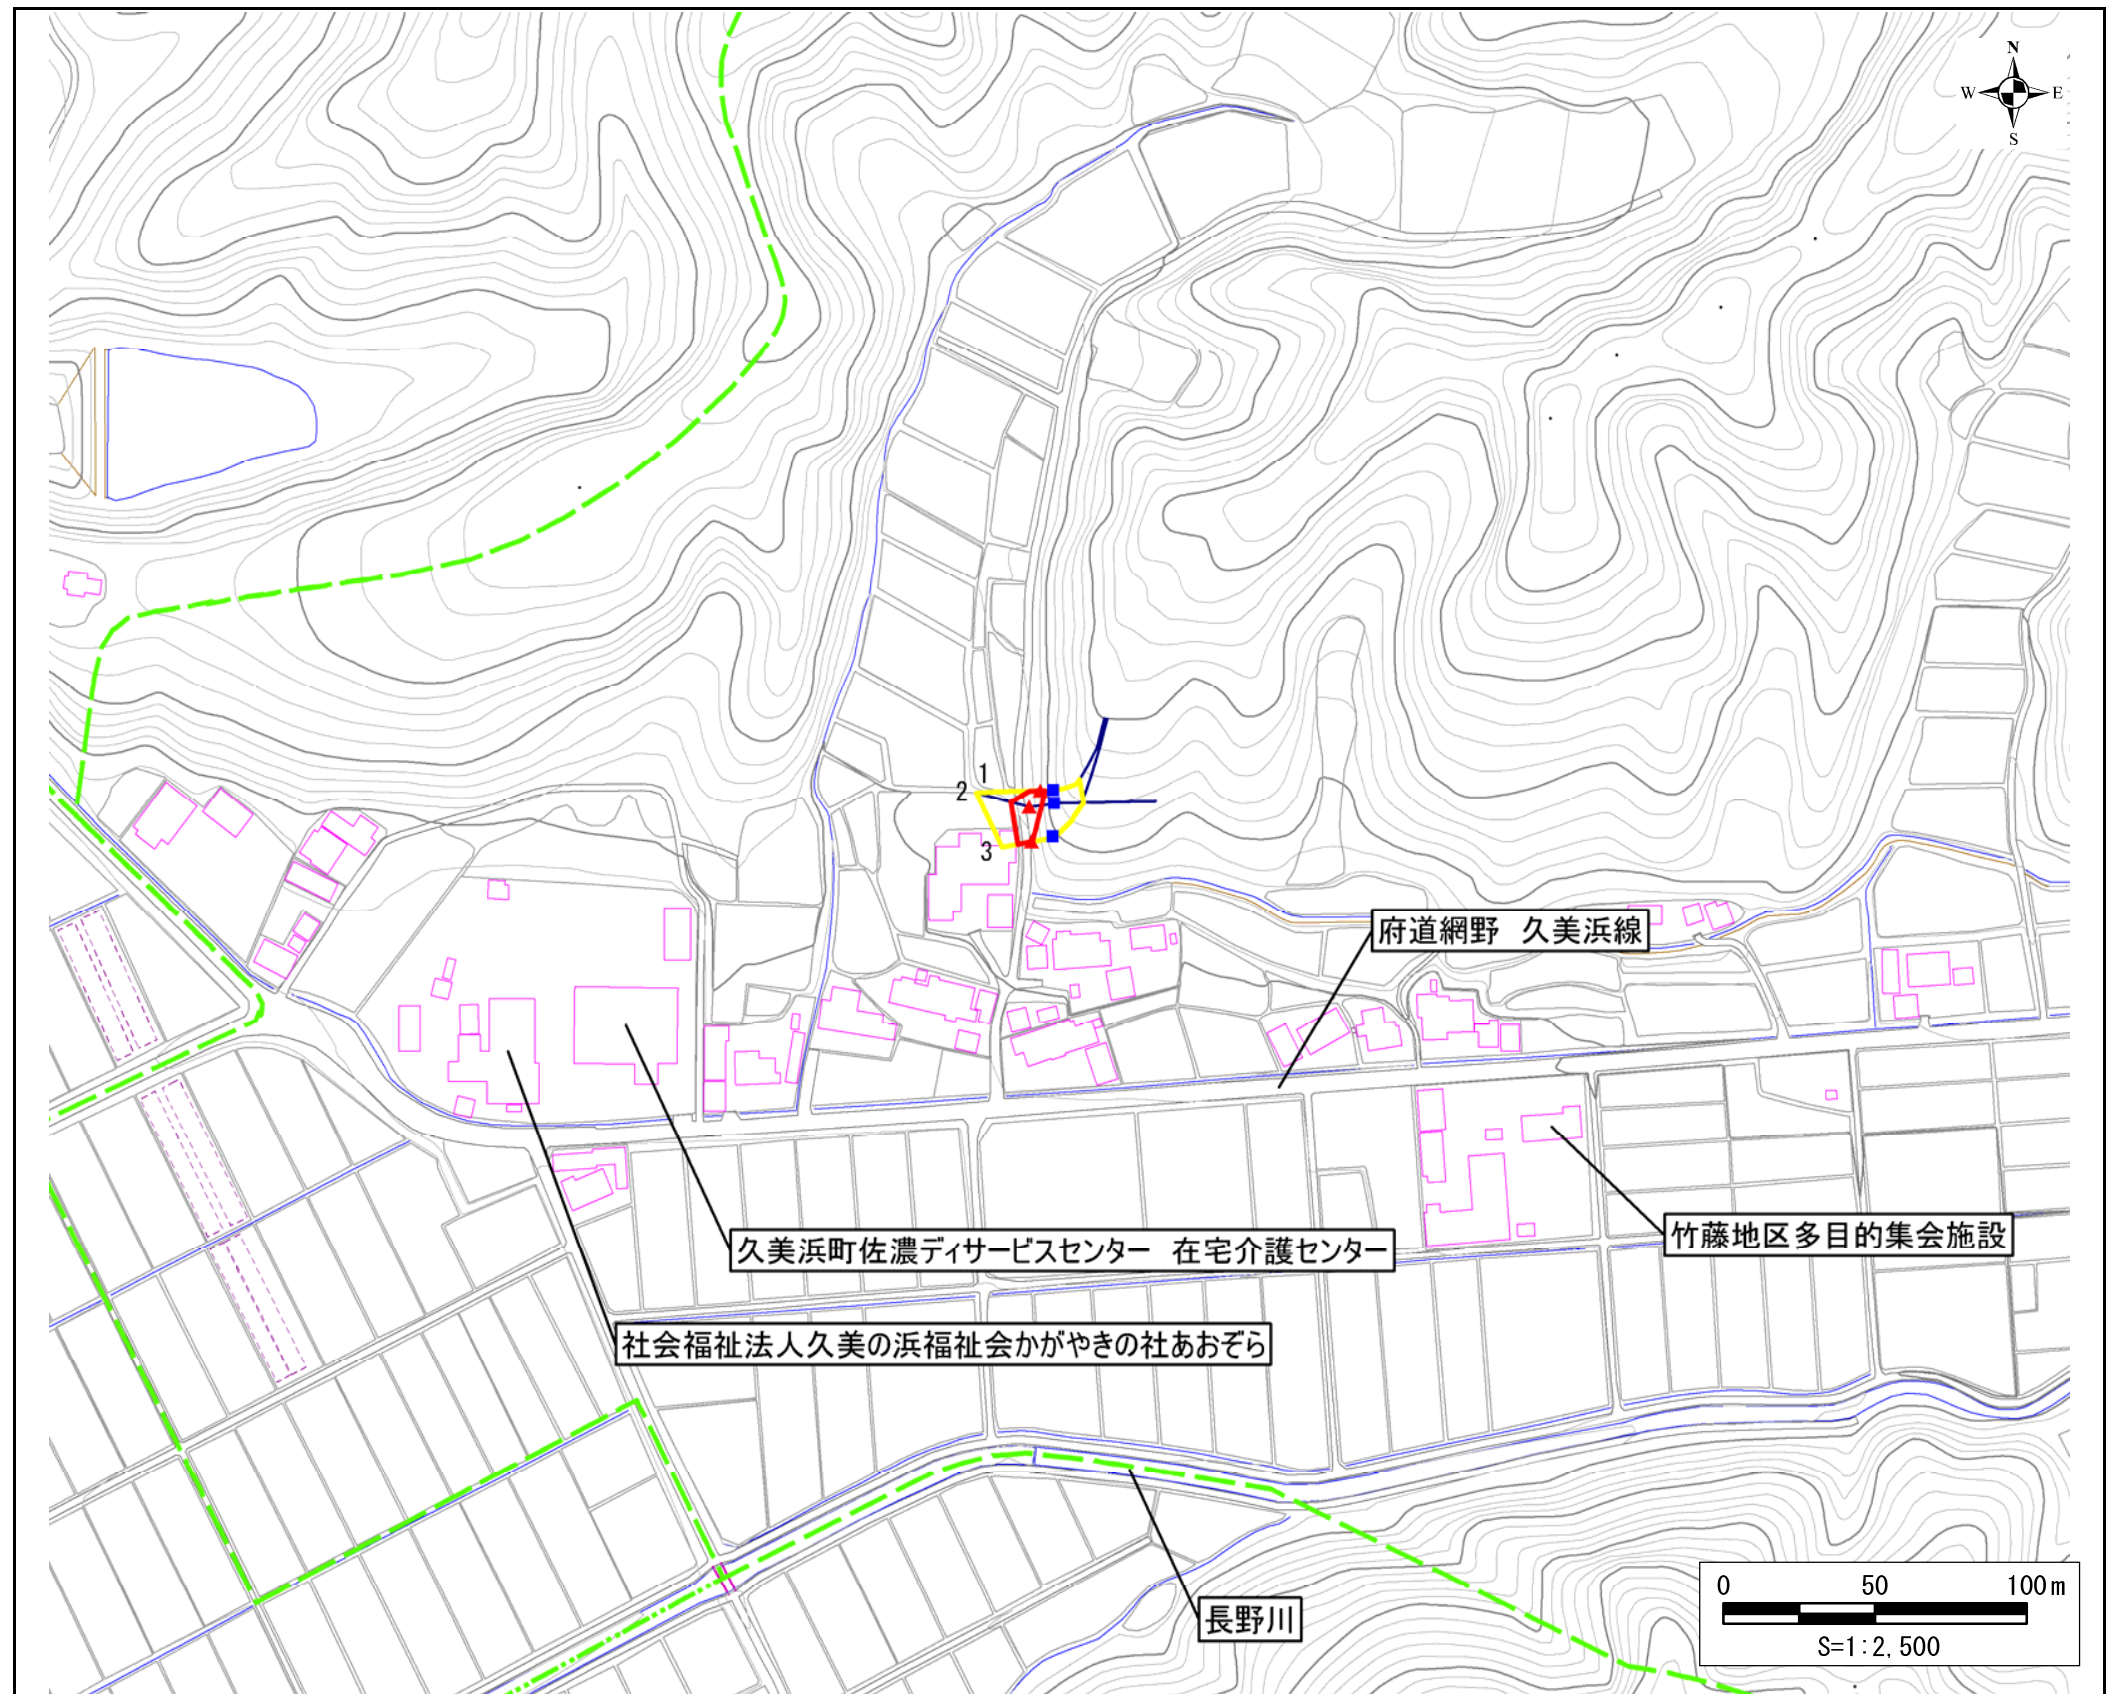 N
W E
S
1
2
3
府道網野　久美浜線
久美浜町佐濃ディサービスセンター　在宅介護センター
竹藤地区多目的集会施設
社会福祉法人久美の浜福祉会かがやきの社あおぞら
長野川
0 50 100m
S=1:2,500